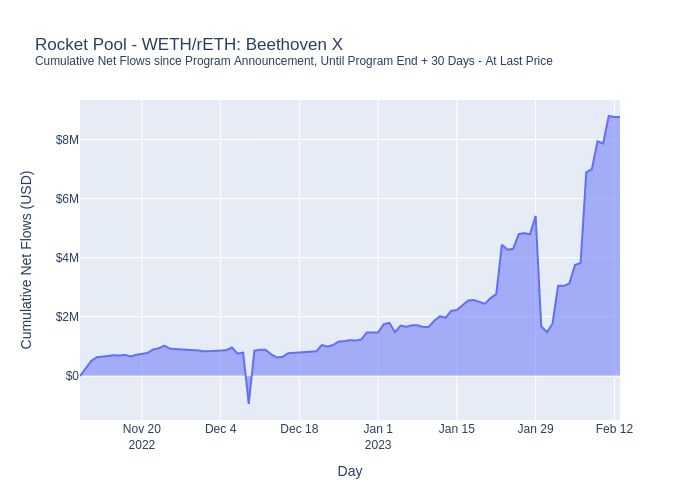 Rocket Pool - WETH/rETH: Beethoven X
Cumulative Net Flows since Program Announcement, Until Program End + 30 Days - At Last Price
Cumulative Net Flows (USD)
$8M
$6M
$4M
$2M
$0
Nov 20
2022
Dec 4
Dec 18
Jan 1
2023
Jan 15
Jan 29
Feb 12
Day